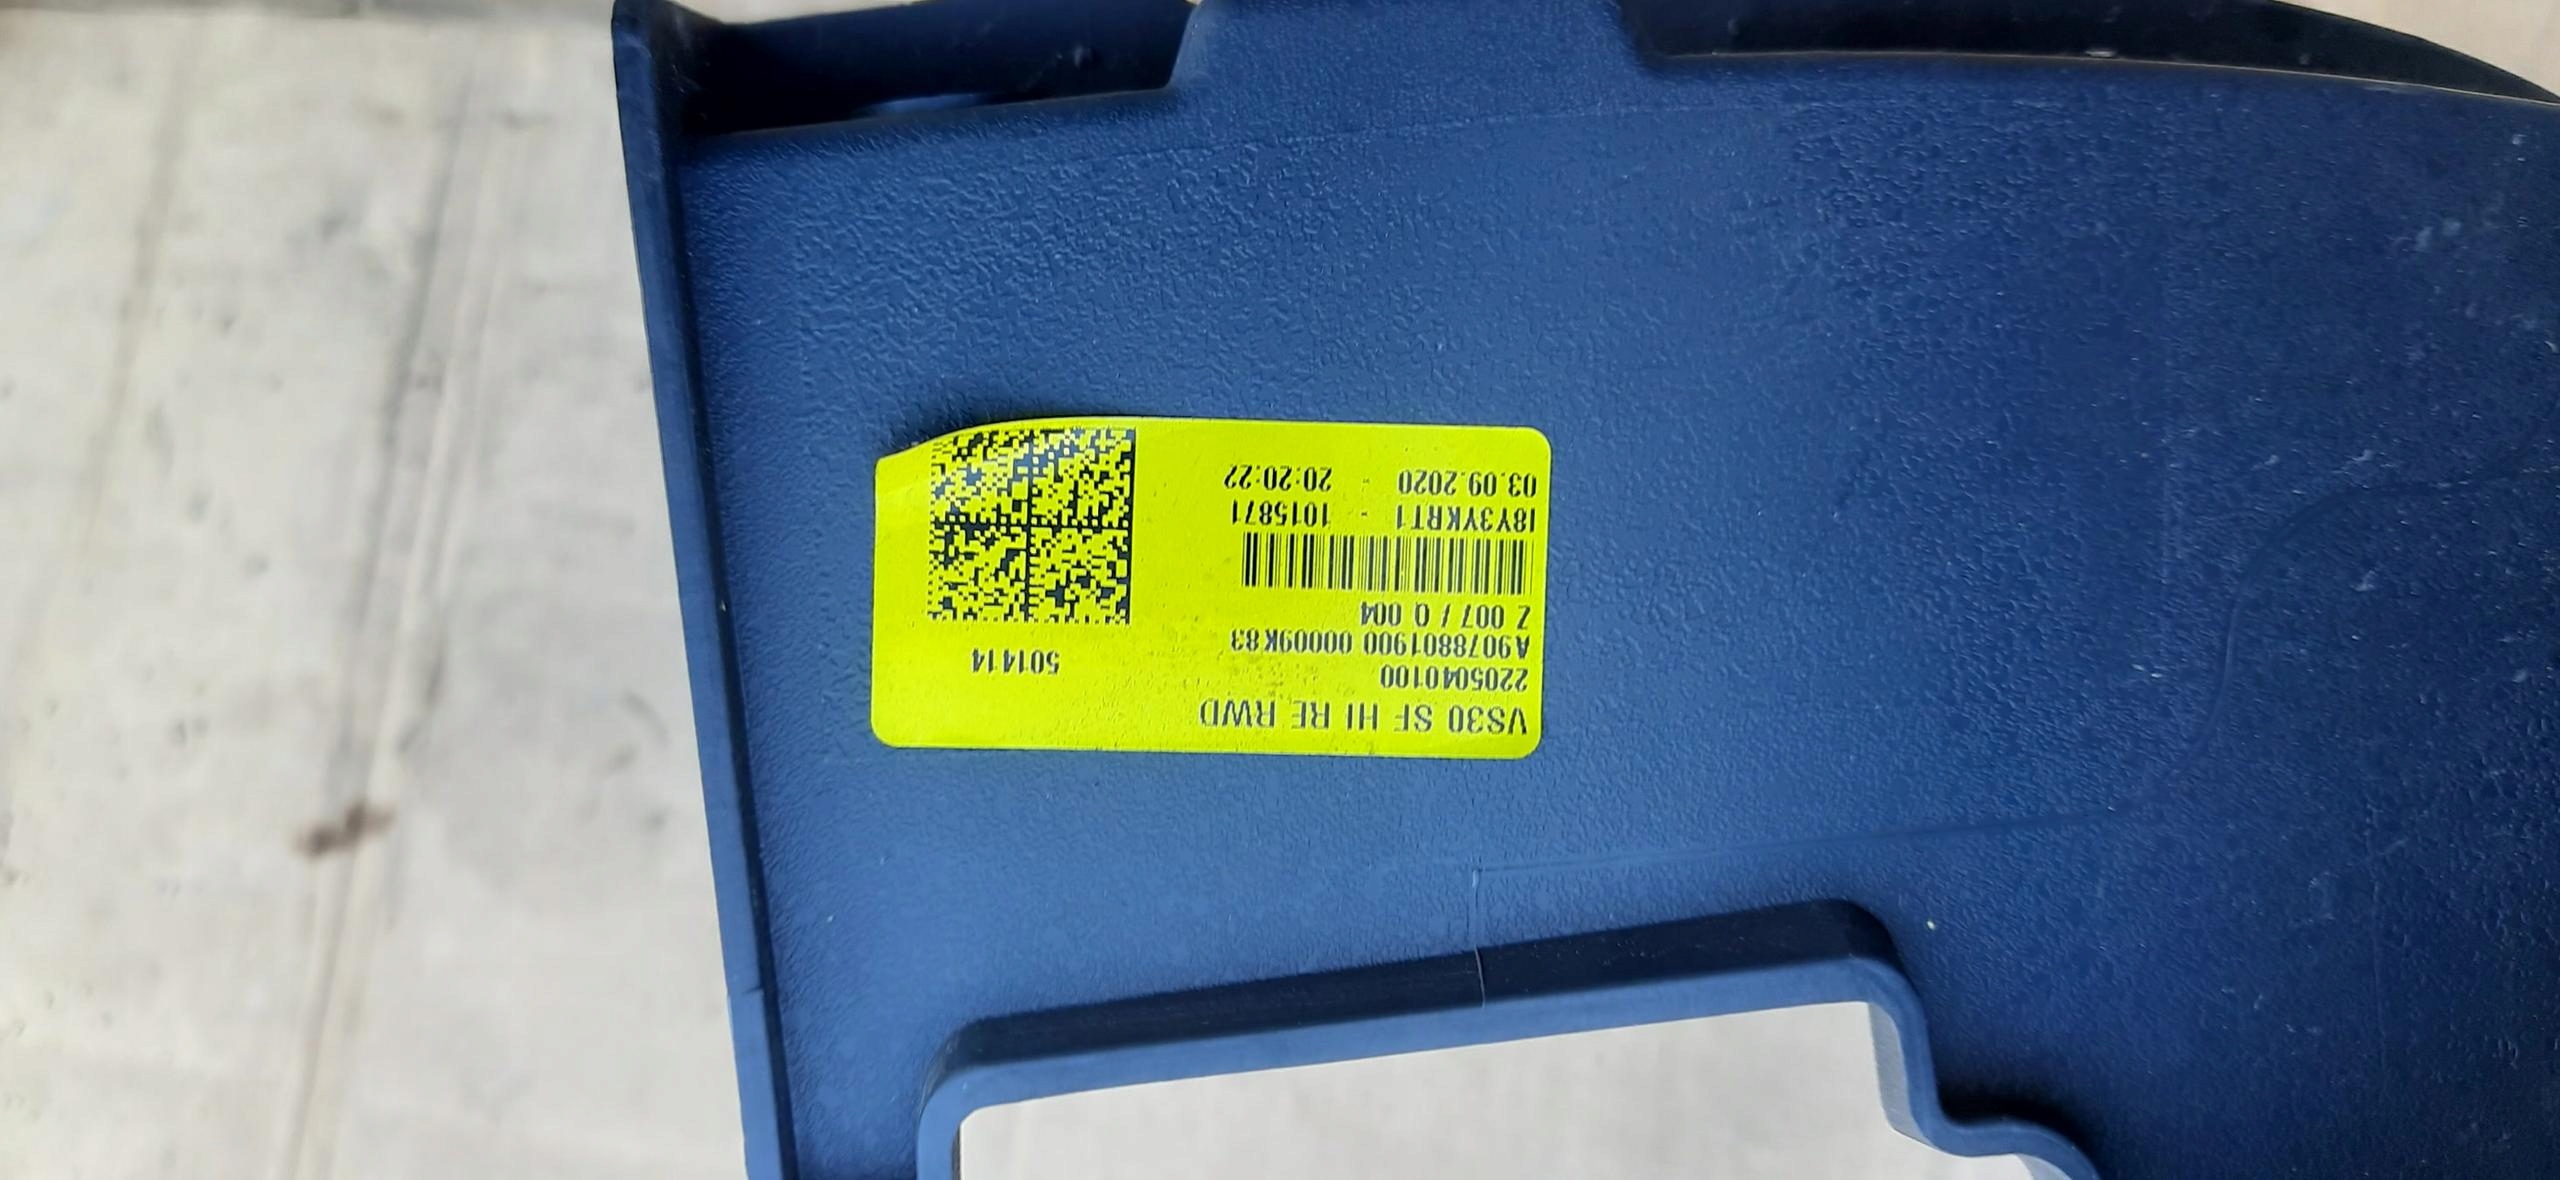 VS30 SF HI RE RWD
2205040100
501414
A9078801900 00009K83
Z 007 / Q 004
I8Y3YKRT1 - 1015871
03.09.2020 - 20:20:22